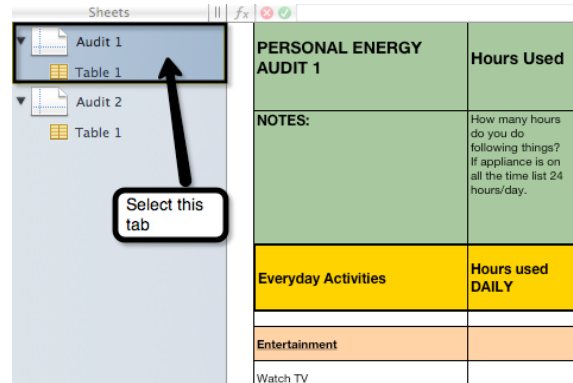 Sheets
fx
Audit 1
Table 1
Audit 2
Table 1
Select this
tab
PERSONAL ENERGY
AUDIT 1
Hours Used
NOTES:
How many hours
do you do
following things?
If appliance is on
all the time list 24
hours/day.
Everyday Activities
Hours used
DAILY
Entertainment
Watch TV